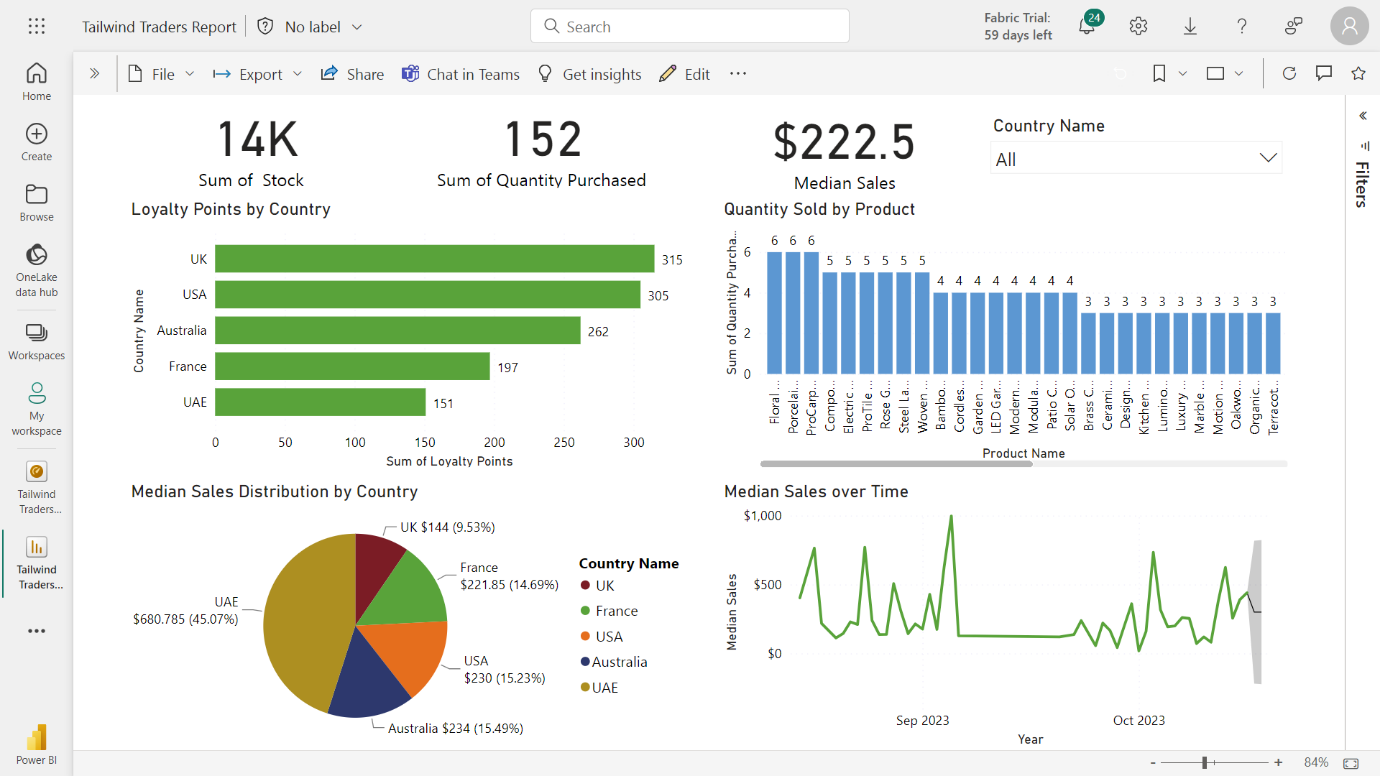 Tailwind Traders Report
No label
Search
Fabric Trial:
59 days left
24
File
Export
Share
Chat in Teams
Get insights
Edit
Home
Create
Browse
OneLake
data hub
Workspaces
My
workspace
Tailwind
Traders...
Tailwind
Traders...
Power BI
14K
Sum of Stock
152
Sum of Quantity Purchased
$222.5
Median Sales
Country Name
All
Filters
Loyalty Points by Country
Country Name
UK
315
USA
305
Australia
262
France
197
UAE
151
0 50 100 150 200 250 300
Sum of Loyalty Points
Quantity Sold by Product
Sum of Quantity Purcha...
6
4
2
0
6 6 6 5 5 5 5 5 5 4 4 4 4 4 4 4 4 3 3 3 3 3 3 3 3 3 3 3
Floral ...
Porcelai...
ProCarp...
Compo...
Electric ...
ProTile ...
Rose G...
Steel La...
Woven ...
Bambo...
Cordles...
Garden ...
LED Gar...
Modern...
Modula...
Patio C...
Solar O...
Brass C...
Cerami...
Design...
Kitchen ...
Lumino...
Luxury ...
Marble ...
Motion ...
Oakwo...
Organic...
Terracot...
Product Name
Median Sales Distribution by Country
UK $144 (9.53%)
France
$221.85 (14.69%)
USA
$230 (15.23%)
Australia $234 (15.49%)
UAE
$680.785 (45.07%)
Country Name
UK
France
USA
Australia
UAE
Median Sales over Time
Median Sales
$1,000
$500
$0
Sep 2023
Oct 2023
Year
84%